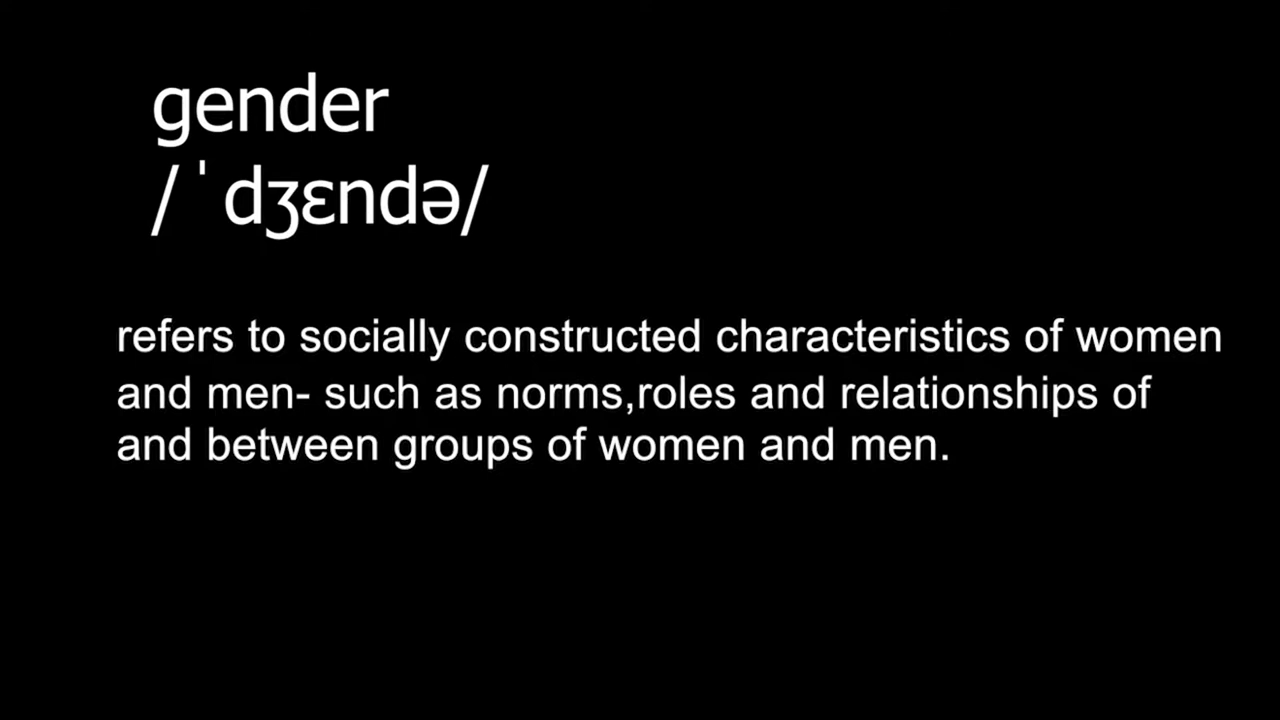 gender
/ˈdʒɛndə/
refers to socially constructed characteristics of women
and men- such as norms,roles and relationships of
and between groups of women and men.